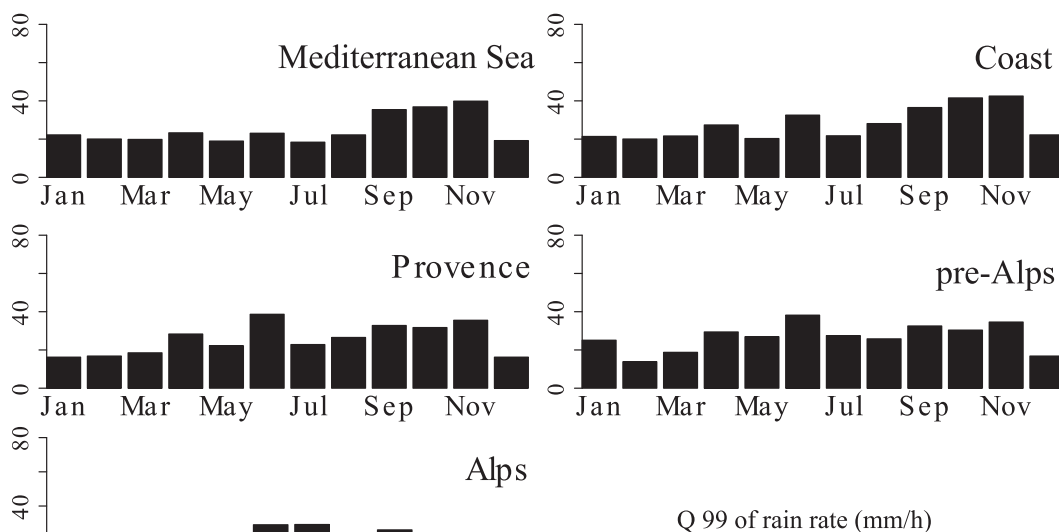 80
40
0
Mediterranean Sea
Jan Mar May Jul Sep Nov
80
40
0
Coast
Jan Mar May Jul Sep Nov
80
40
0
Provence
Jan Mar May Jul Sep Nov
80
40
0
pre-Alps
Jan Mar May Jul Sep Nov
80
40
Alps
Q 99 of rain rate (mm/h)